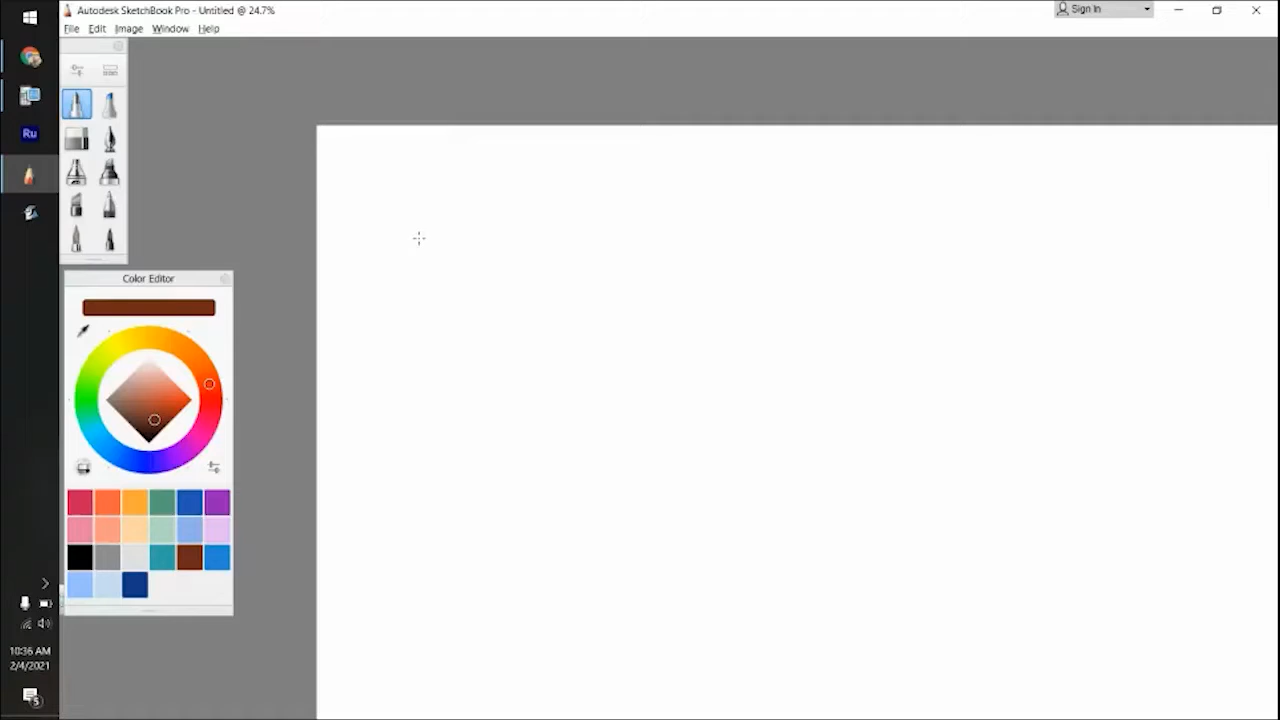 Autodesk SketchBook Pro - Untitled @ 24.7%
Sign In
File Edit Image Window Help
Ru
Color Editor
10:36 AM
2/4/2021
5